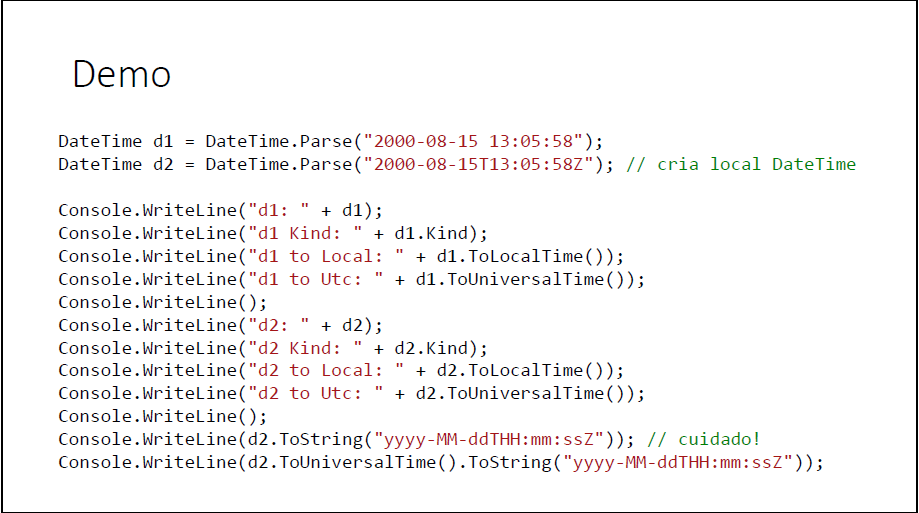 Demo
DateTime d1 = DateTime.Parse("2000-08-15 13:05:58");
DateTime d2 = DateTime.Parse("2000-08-15T13:05:58Z"); // cria local DateTime
Console.WriteLine("d1: " + d1);
Console.WriteLine("d1 Kind: " + d1.Kind);
Console.WriteLine("d1 to Local: " + d1.ToLocalTime());
Console.WriteLine("d1 to Utc: " + d1.ToUniversalTime());
Console.WriteLine();
Console.WriteLine("d2: " + d2);
Console.WriteLine("d2 Kind: " + d2.Kind);
Console.WriteLine("d2 to Local: " + d2.ToLocalTime());
Console.WriteLine("d2 to Utc: " + d2.ToUniversalTime());
Console.WriteLine();
Console.WriteLine(d2.ToString("yyyy-MM-ddTHH:mm:ssZ")); // cuidado!
Console.WriteLine(d2.ToUniversalTime().ToString("yyyy-MM-ddTHH:mm:ssZ"));